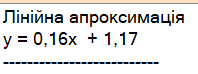 Лінійна апроксимація
y = 0,16x + 1,17
--------------------------